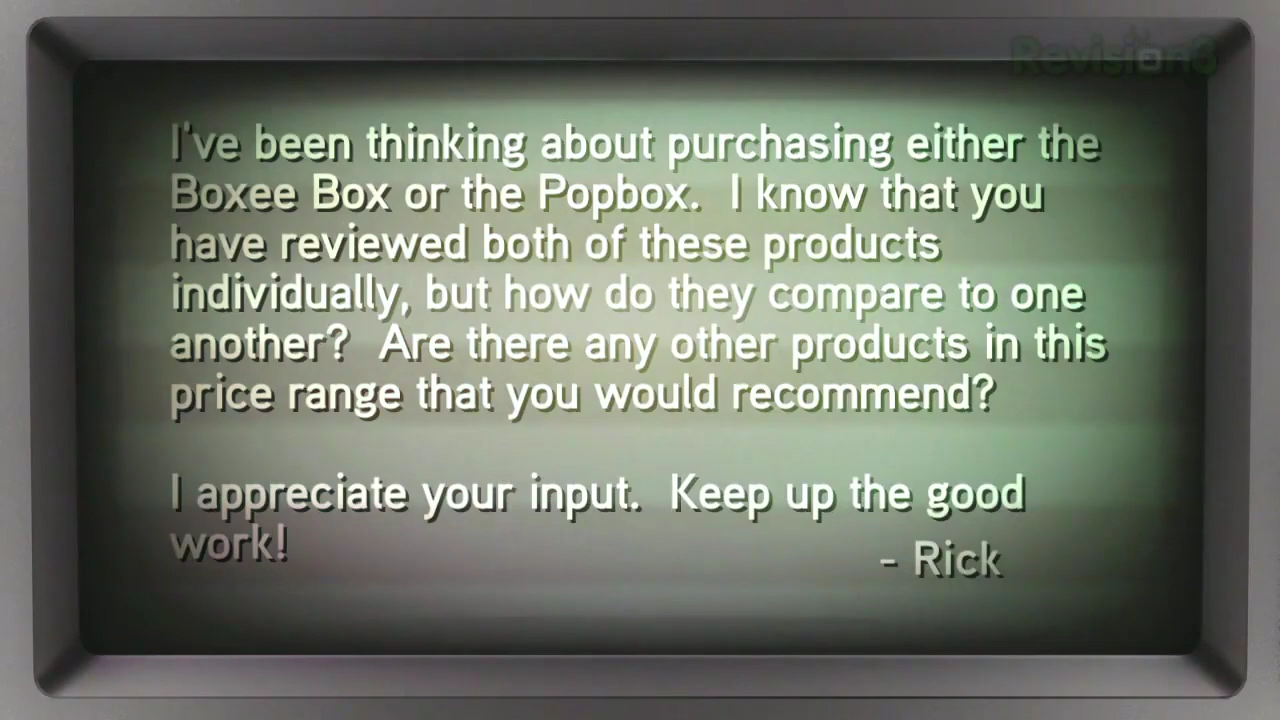 Revision3
I've been thinking about purchasing either the
Boxee Box or the Popbox.  I know that you
have reviewed both of these products
individually, but how do they compare to one
another?  Are there any other products in this
price range that you would recommend?
I appreciate your input.  Keep up the good
work!
- Rick